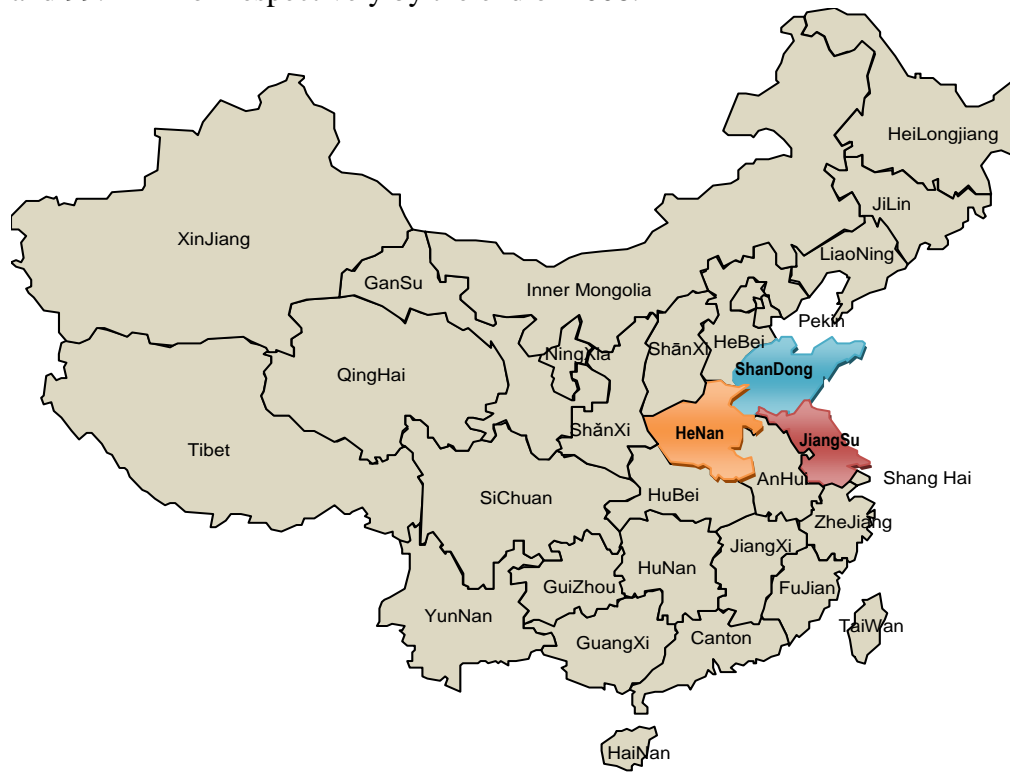 HeiLongjiang
JiLin
XinJiang
LiaoNing
GanSu
Inner Mongolia
Pekin
HeBei
ShānXi
NingXia
ShanDong
QingHai
ShǎnXi
HeNan
JiangSu
Tibet
AnHui
Shang Hai
SiChuan
HuBei
ZheJiang
JiangXi
HuNan
GuiZhou
FuJian
YunNan
TaiWan
GuangXi
Canton
HaiNan